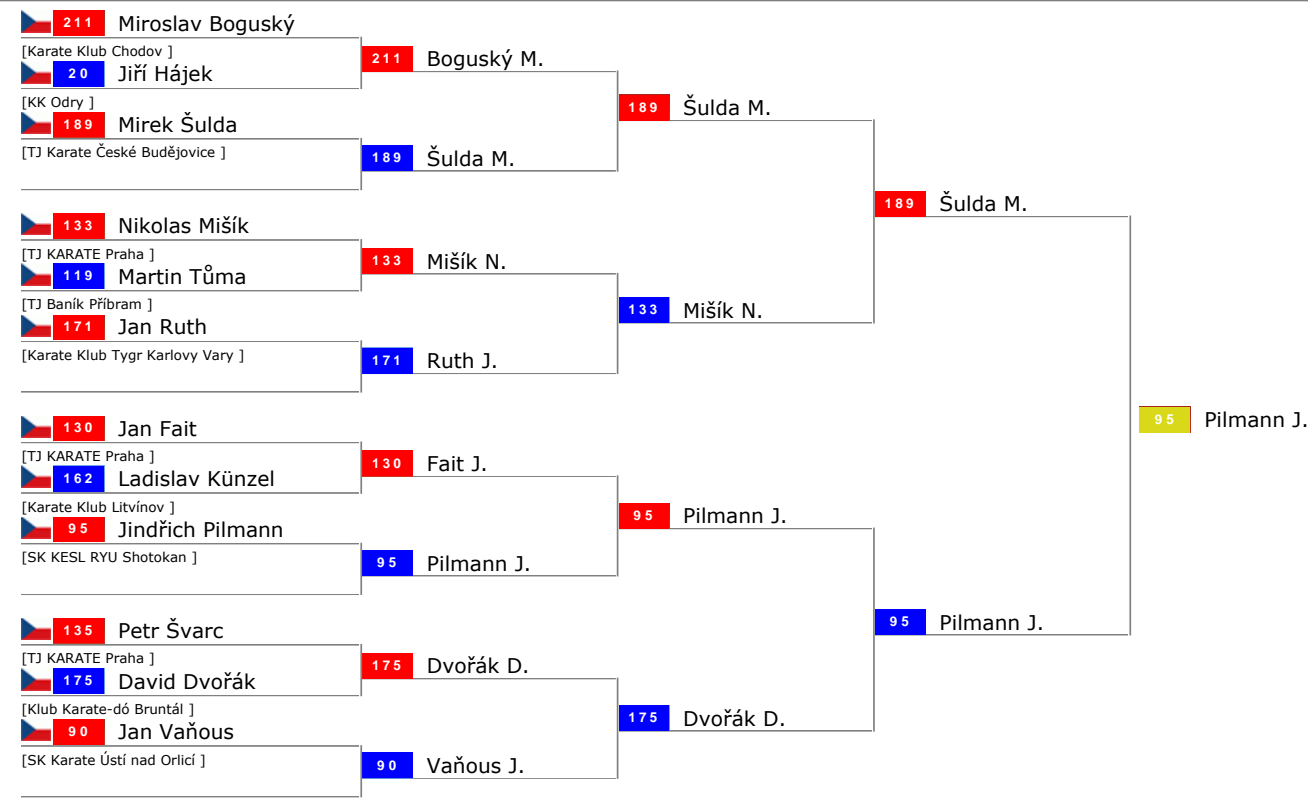 211 Miroslav Boguský
[Karate Klub Chodov ]
20 Jiří Hájek
[KK Odry ]
189 Mirek Šulda
[TJ Karate České Budějovice ]
133 Nikolas Mišík
[TJ KARATE Praha ]
119 Martin Tůma
[TJ Baník Příbram ]
171 Jan Ruth
[Karate Klub Tygr Karlovy Vary ]
130 Jan Fait
[TJ KARATE Praha ]
162 Ladislav Künzel
[Karate Klub Litvínov ]
95 Jindřich Pilmann
[SK KESL RYU Shotokan ]
135 Petr Švarc
[TJ KARATE Praha ]
175 David Dvořák
[Klub Karate-dó Bruntál ]
90 Jan Vaňous
[SK Karate Ústí nad Orlicí ]
211 Boguský M.
189 Šulda M.
133 Mišík N.
171 Ruth J.
130 Fait J.
95 Pilmann J.
175 Dvořák D.
90 Vaňous J.
189 Šulda M.
133 Mišík N.
95 Pilmann J.
175 Dvořák D.
189 Šulda M.
95 Pilmann J.
95 Pilmann J.